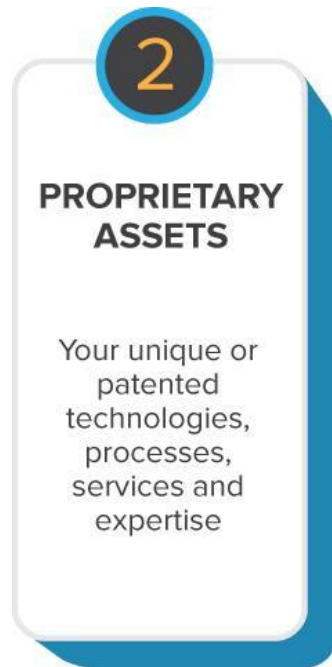 2
PROPRIETARY
ASSETS
Your unique or
patented
technologies,
processes,
services and
expertise